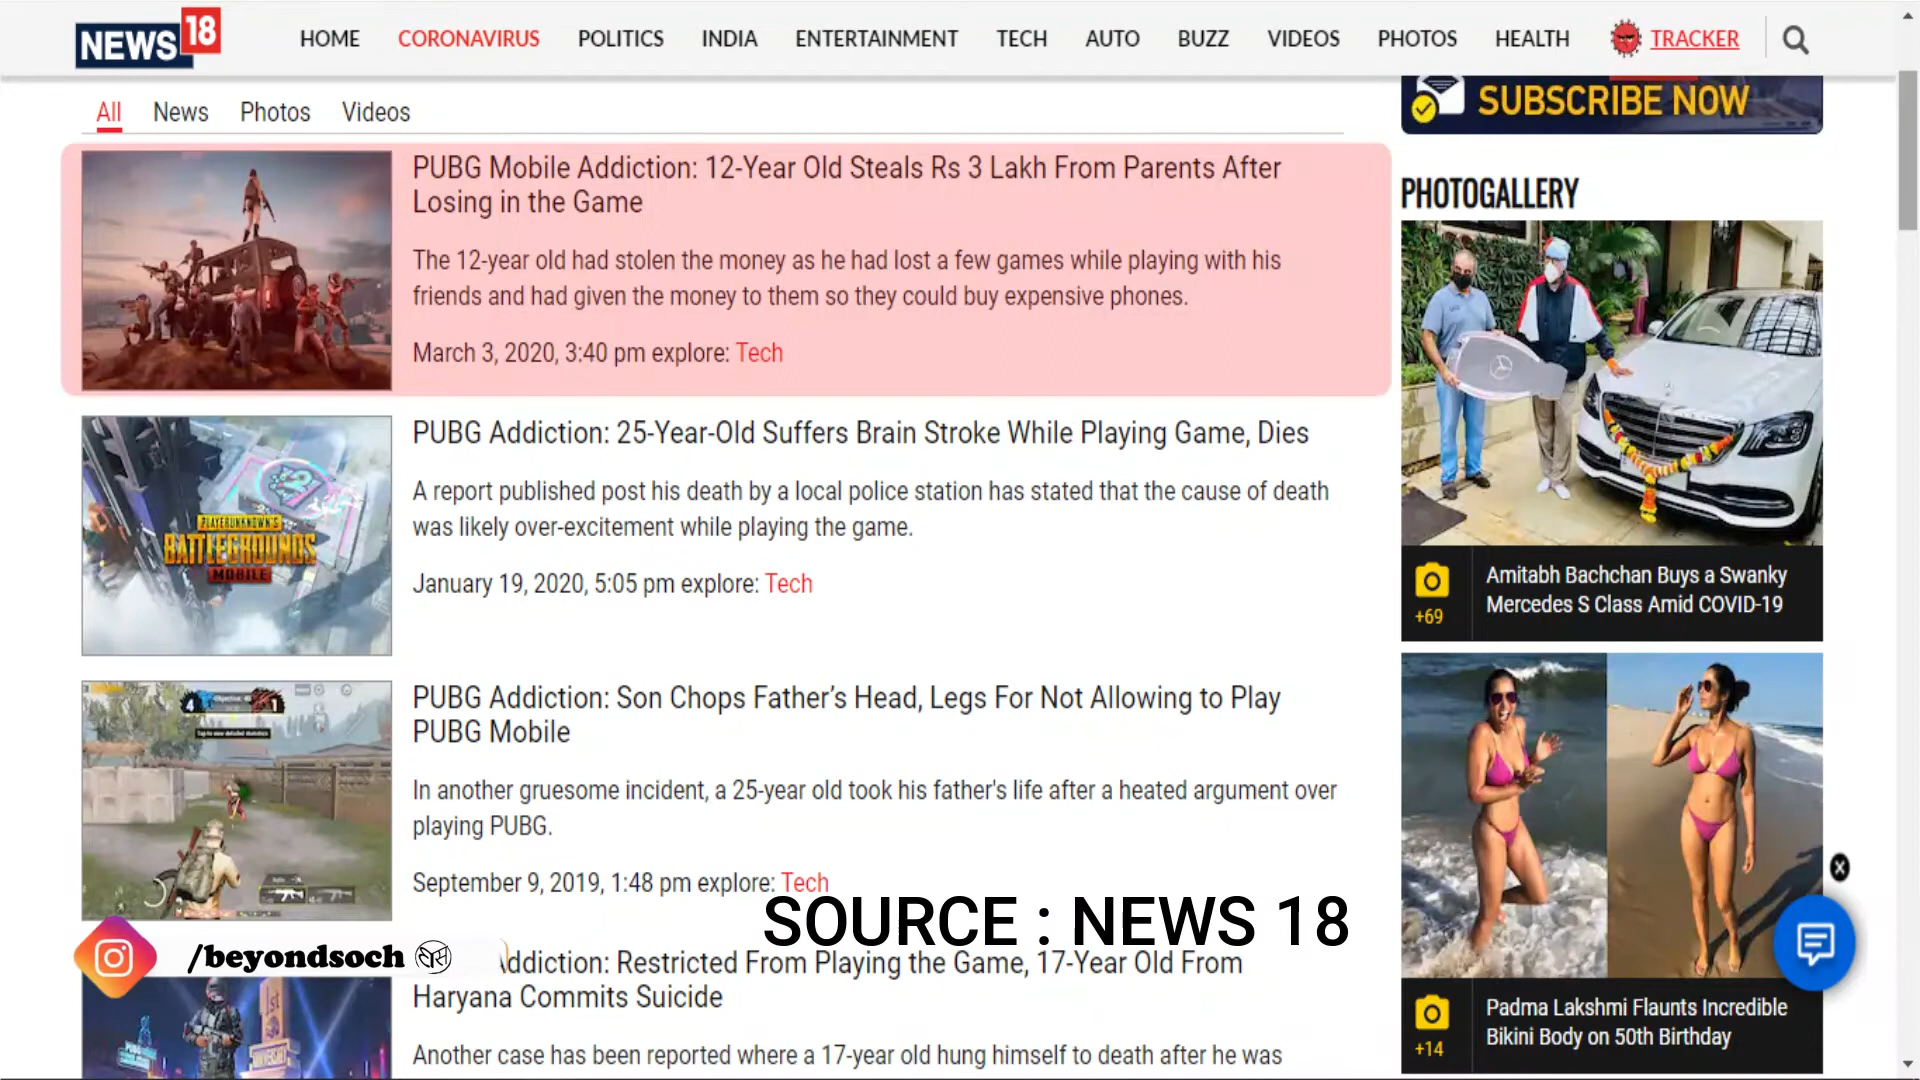 NEWS 18
HOME CORONAVIRUS POLITICS INDIA ENTERTAINMENT TECH AUTO BUZZ VIDEOS PHOTOS HEALTH TRACKER
All News Photos Videos
PUBG Mobile Addiction: 12-Year Old Steals Rs 3 Lakh From Parents After
Losing in the Game
The 12-year old had stolen the money as he had lost a few games while playing with his
friends and had given the money to them so they could buy expensive phones.
March 3, 2020, 3:40 pm explore: Tech
PLAYERUNKNOWN'S
BATTLEGROUNDS
MOBILE
PUBG Addiction: 25-Year-Old Suffers Brain Stroke While Playing Game, Dies
A report published post his death by a local police station has stated that the cause of death
was likely over-excitement while playing the game.
January 19, 2020, 5:05 pm explore: Tech
4 1
PUBG Addiction: Son Chops Father's Head, Legs For Not Allowing to Play
PUBG Mobile
In another gruesome incident, a 25-year old took his father's life after a heated argument over
playing PUBG.
September 9, 2019, 1:48 pm explore: Tech
SOURCE : NEWS 18
/beyondsoch
ddiction: Restricted From Playing the Game, 17-Year Old From
Haryana Commits Suicide
1st
Another case has been reported where a 17-year old hung himself to death after he was
SUBSCRIBE NOW
PHOTOGALLERY
+69
Amitabh Bachchan Buys a Swanky
Mercedes S Class Amid COVID-19
+14
Padma Lakshmi Flaunts Incredible
Bikini Body on 50th Birthday